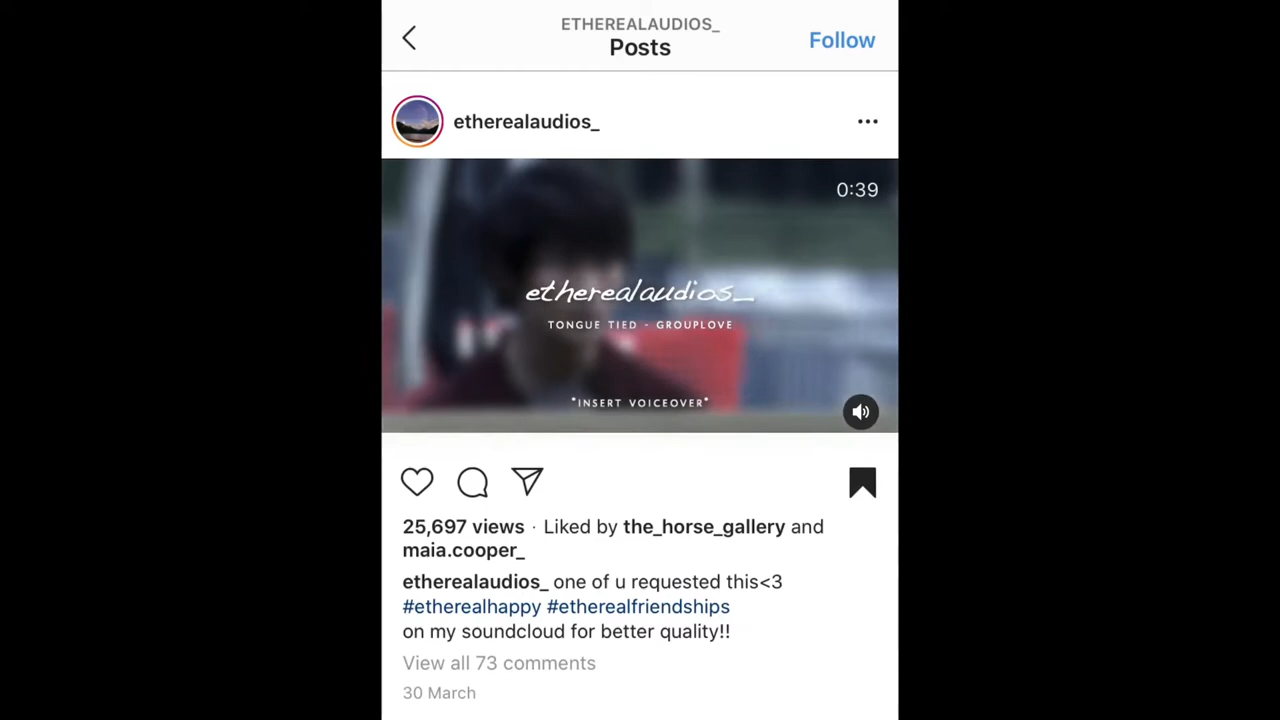 ETHEREALAUDIOS_
Posts
Follow
etherealaudios_
0:39
etherealaudios_
TONGUE TIED - GROUPLOVE
*INSERT VOICEOVER*
25,697 views · Liked by the_horse_gallery and
maia.cooper_
etherealaudios_ one of u requested this<3
#etherealhappy #etherealfriendships
on my soundcloud for better quality!!
View all 73 comments
30 March